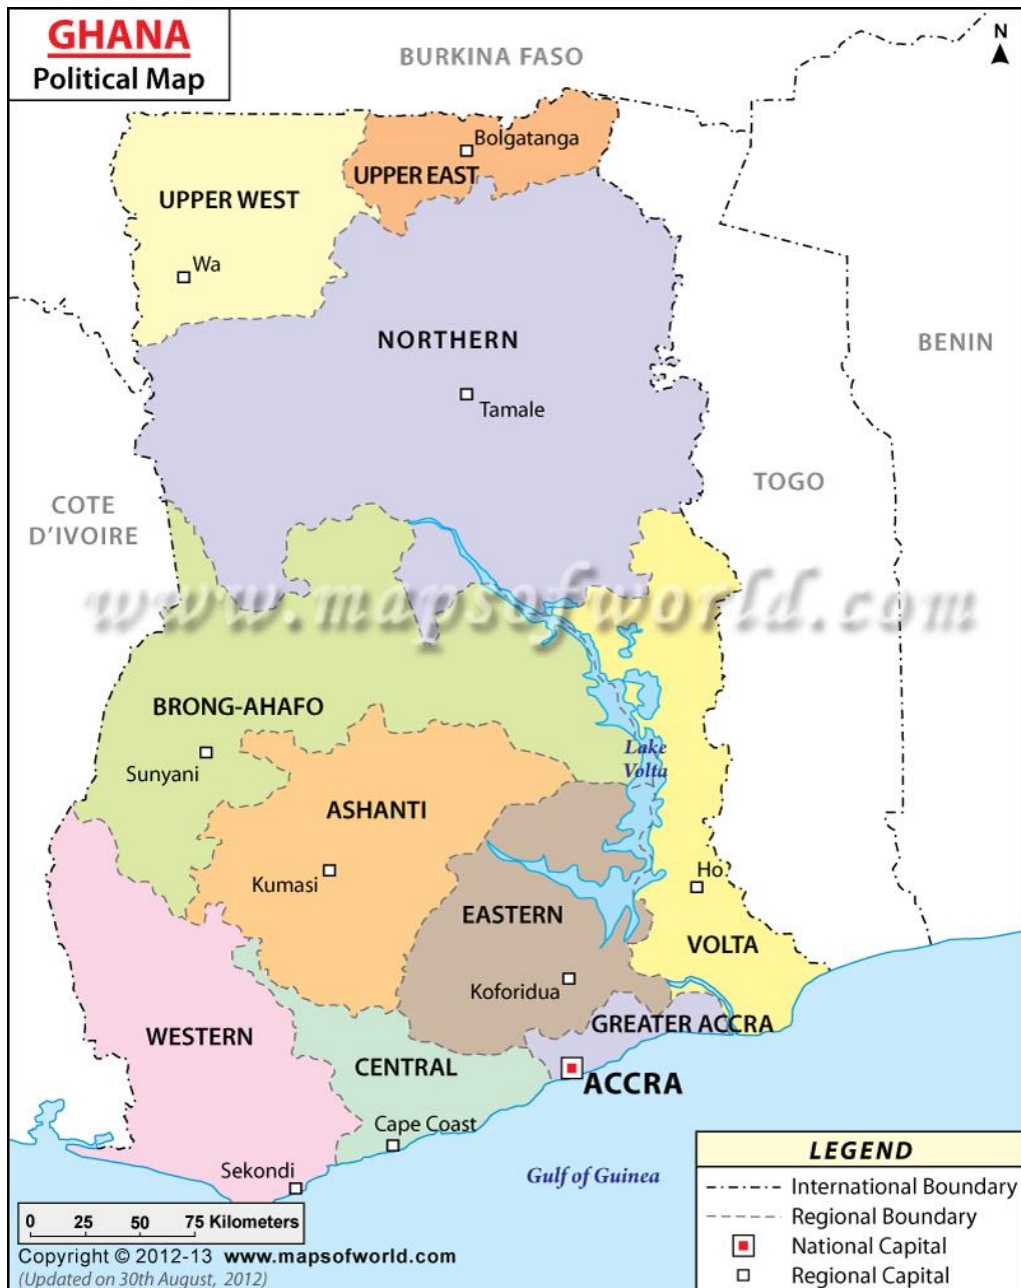 GHANA
Political Map
N
BURKINA FASO
Bolgatanga
UPPER EAST
UPPER WEST
Wa
NORTHERN
BENIN
Tamale
TOGO
COTE
D'IVOIRE
www.mapsofworld.com
BRONG-AHAFO
Sunyani
Lake
Volta
ASHANTI
Kumasi
Ho
EASTERN
VOLTA
Koforidua
GREATER ACCRA
WESTERN
CENTRAL
ACCRA
Cape Coast
Sekondi
Gulf of Guinea
LEGEND
International Boundary
Regional Boundary
National Capital
Regional Capital
0 25 50 75 Kilometers
Copyright © 2012-13 www.mapsofworld.com
(Updated on 30th August, 2012)